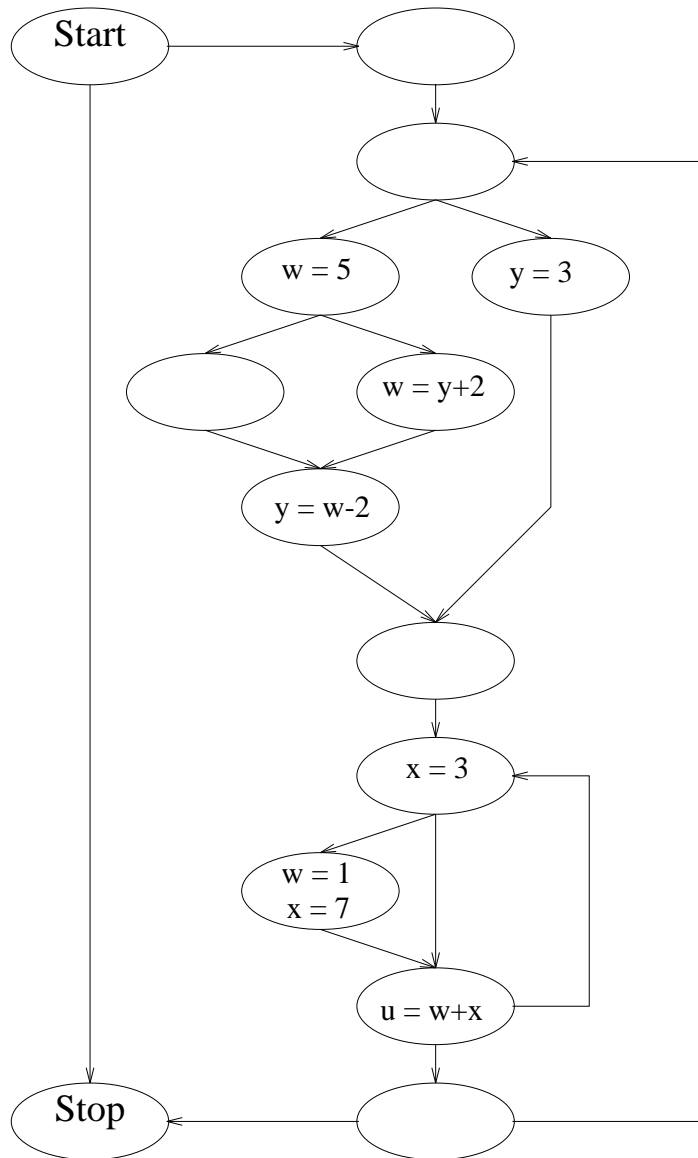 Start
w = 5
y = 3
w = y+2
y = w-2
x = 3
w = 1
x = 7
u = w+x
Stop